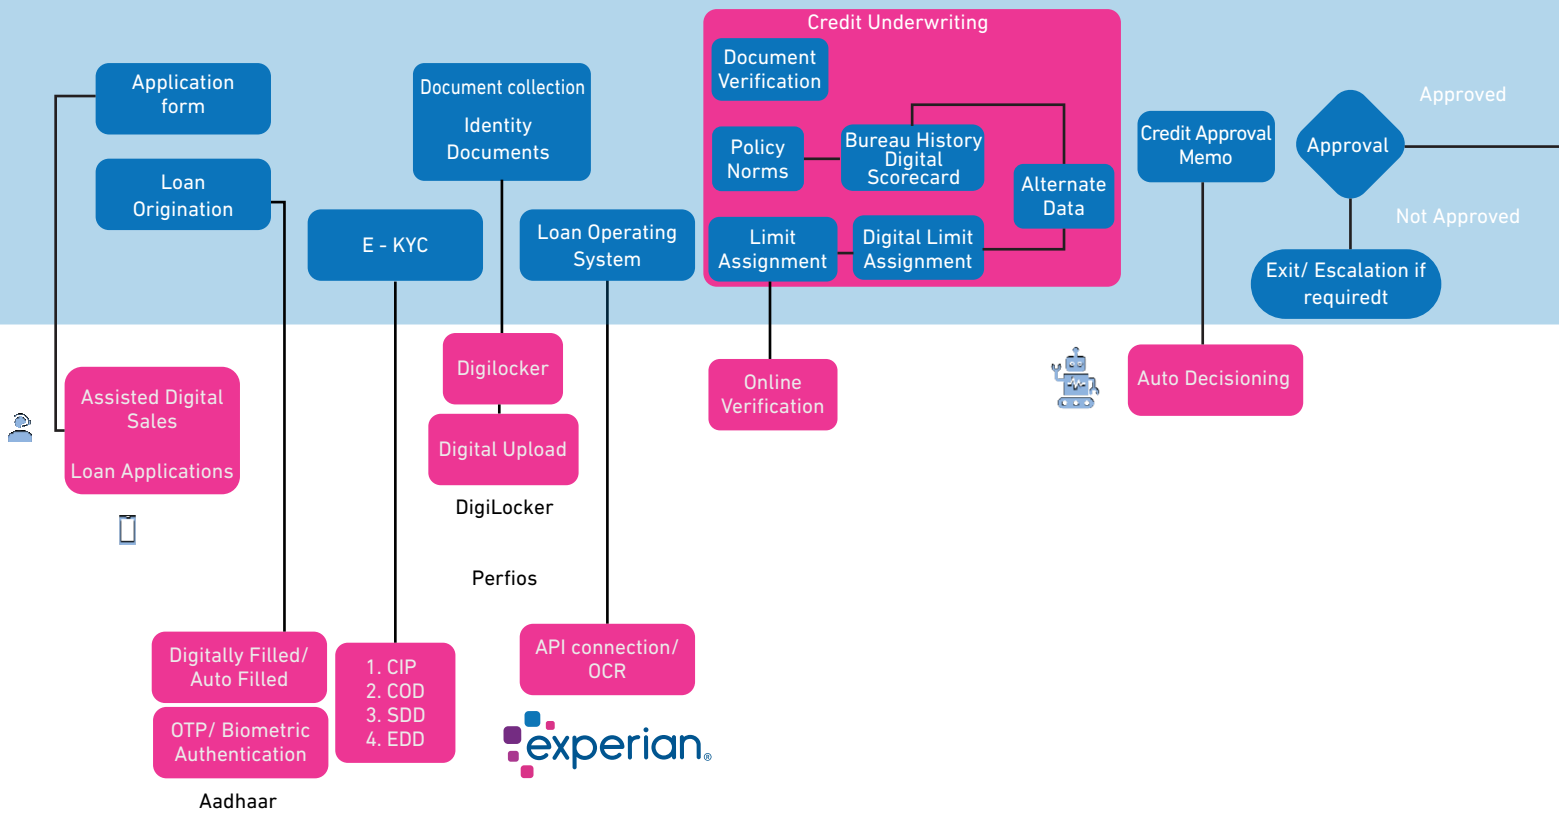 Credit Underwriting
Application
form
Loan
Origination
E - KYC
Document collection
Identity
Documents
Loan Operating
System
Document
Verification
Policy
Norms
Bureau History
Digital
Scorecard
Alternate
Data
Limit
Assignment
Digital Limit
Assignment
Credit Approval
Memo
Approval
Approved
Not Approved
Exit/ Escalation if
requiredt
Assisted Digital
Sales
Loan Applications
Digilocker
Digital Upload
DigiLocker
Perfios
Online
Verification
Auto Decisioning
Digitally Filled/
Auto Filled
OTP/ Biometric
Authentication
Aadhaar
1. CIP
2. COD
3. SDD
4. EDD
API connection/
OCR
experian®